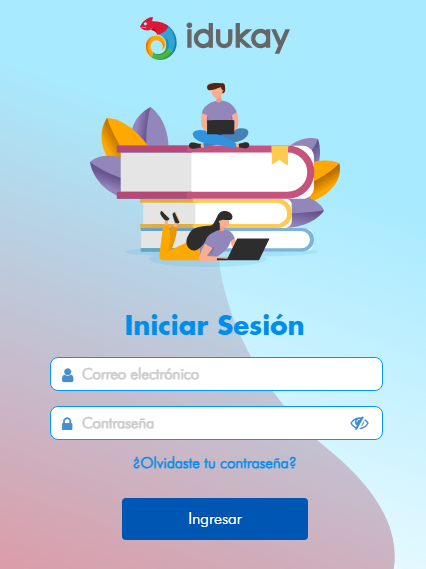 idukay
Iniciar Sesión
Correo electrónico
Contraseña
¿Olvidaste tu contraseña?
Ingresar